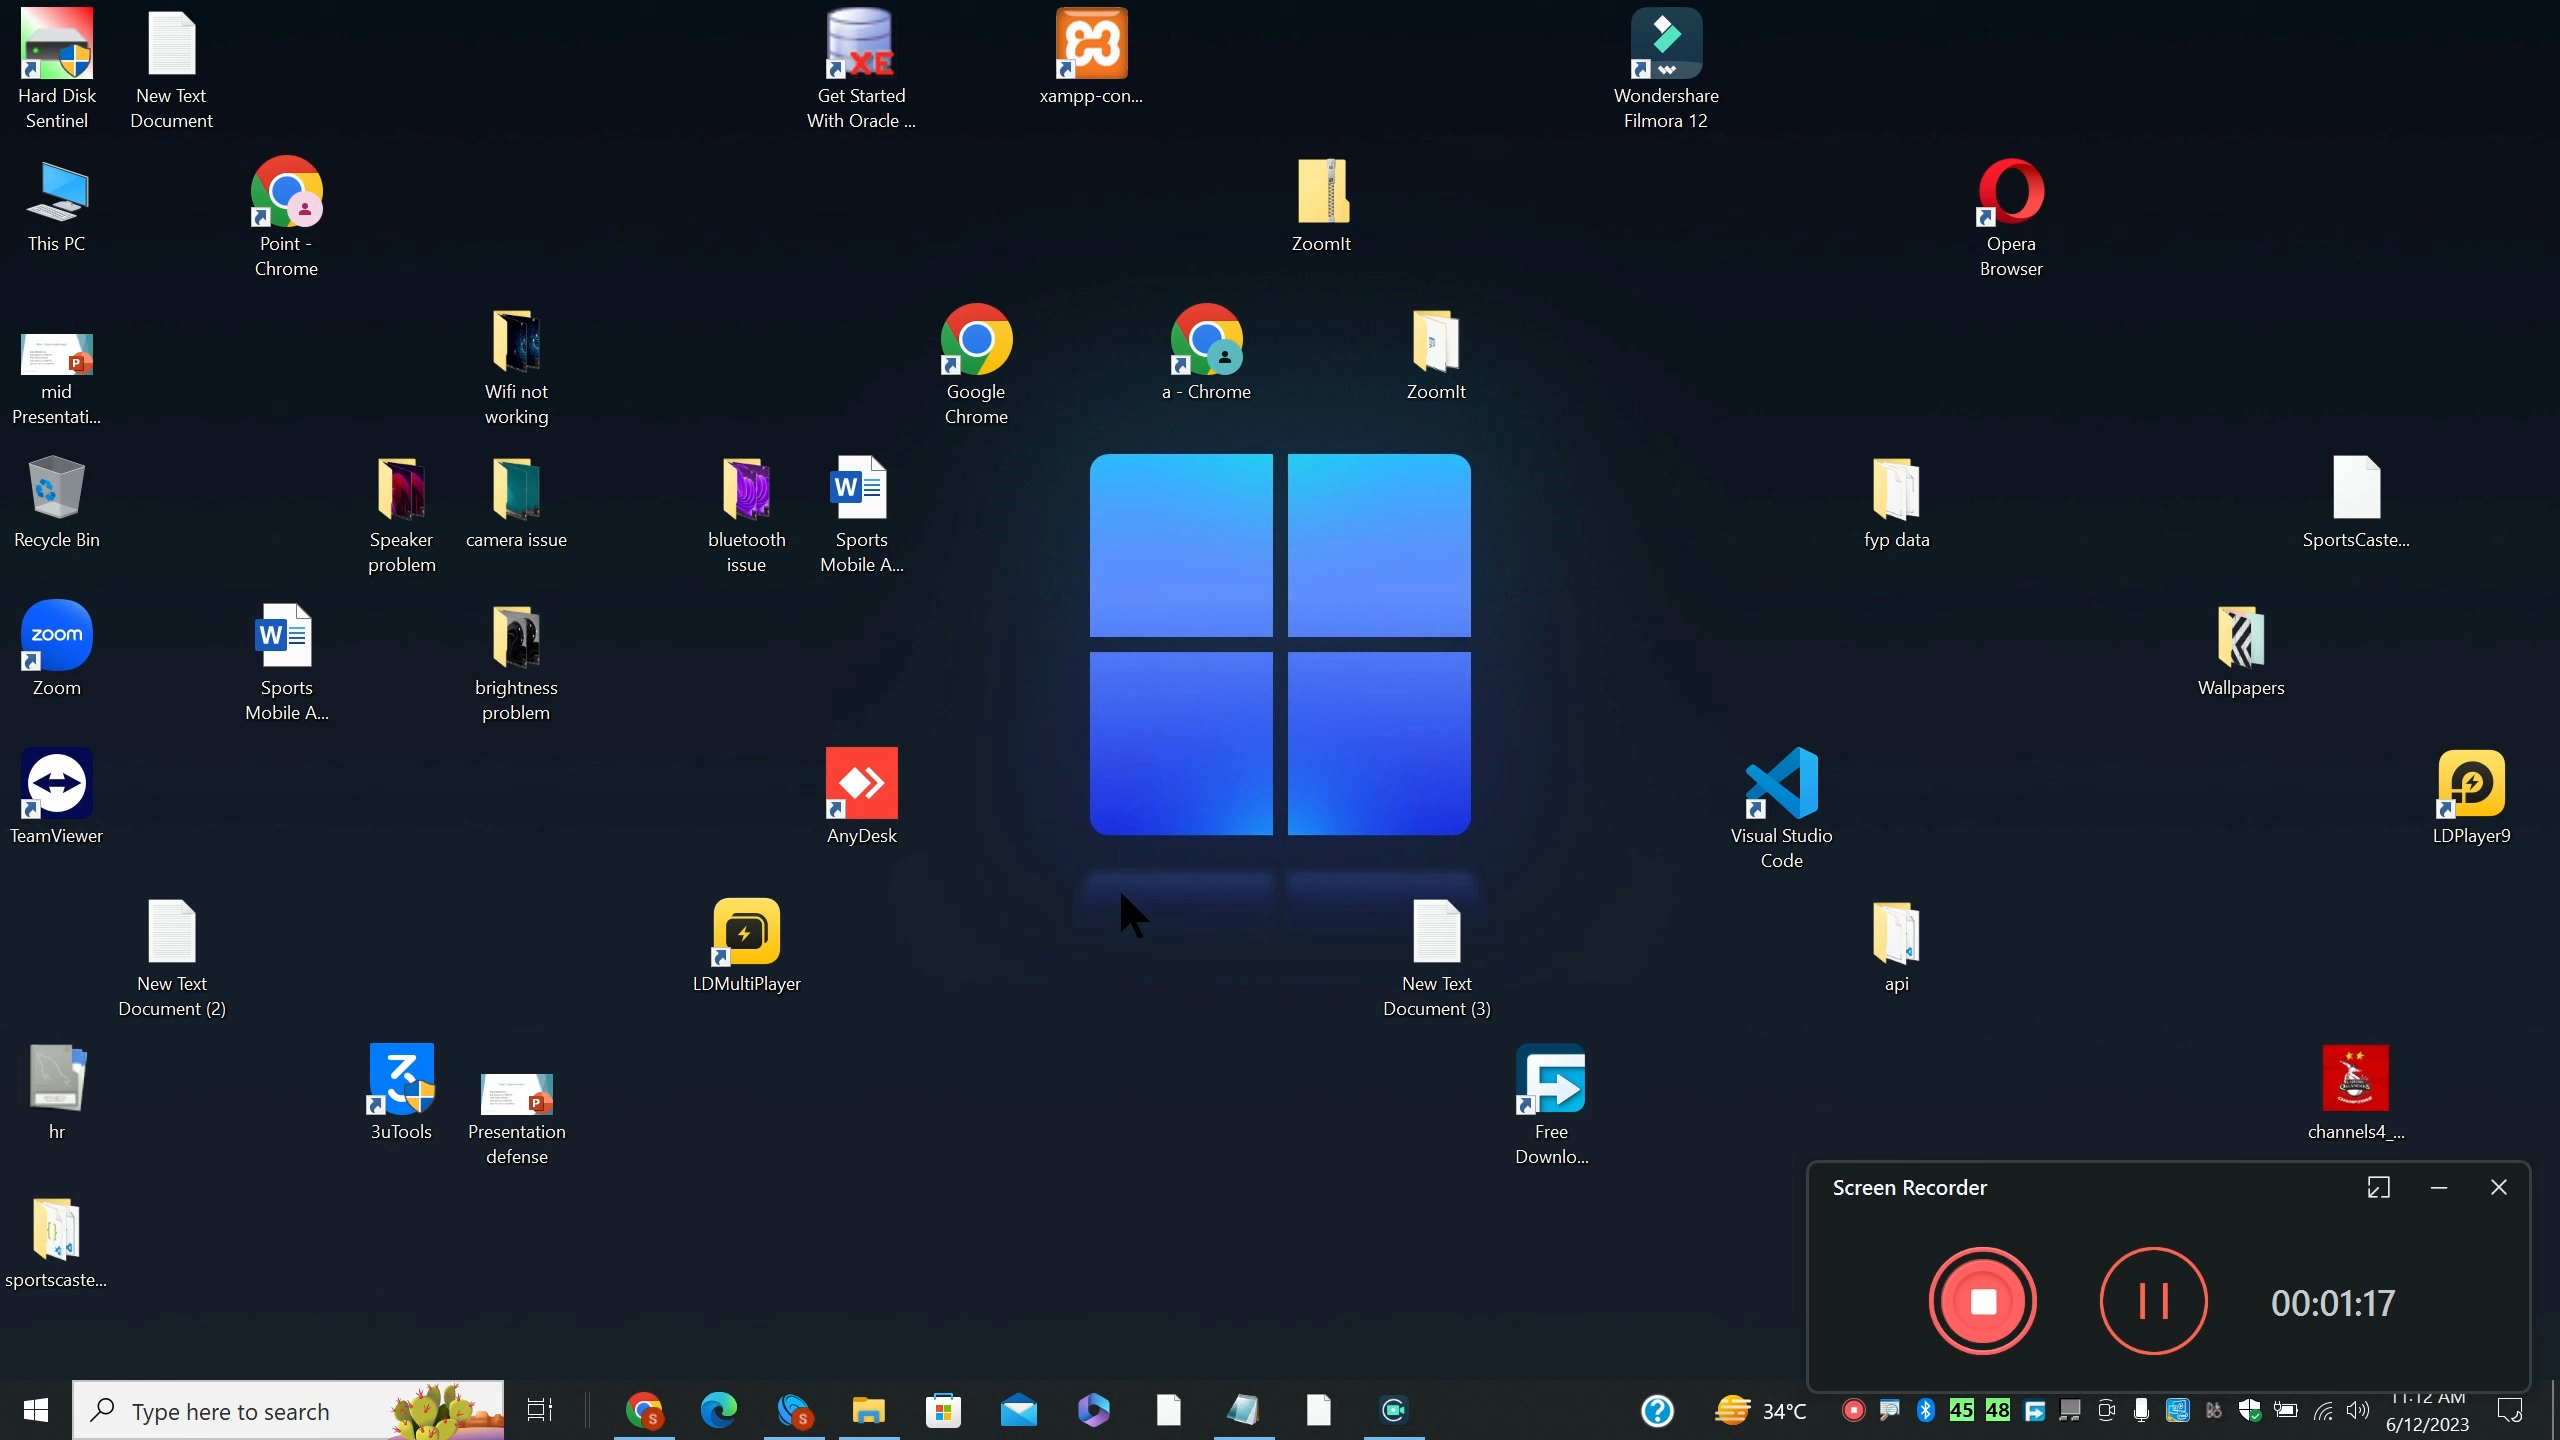 Hard Disk
Sentinel
New Text
Document
XE
Get Started
With Oracle ...
xampp-con...
Wondershare
Filmora 12
This PC
Point -
Chrome
ZoomIt
Opera
Browser
mid
Presentati...
Wifi not
working
Google
Chrome
a - Chrome
ZoomIt
Recycle Bin
Speaker
problem
camera issue
bluetooth
issue
Sports
Mobile A...
fyp data
SportsCaste...
zoom
Zoom
Sports
Mobile A...
brightness
problem
Wallpapers
TeamViewer
AnyDesk
Visual Studio
Code
LDPlayer9
New Text
Document (2)
LDMultiPlayer
New Text
Document (3)
api
hr
3uTools
Presentation
defense
Free
Downlo...
channels4_...
sportscaste...
Screen Recorder
00:01:17
Type here to search
34°C
45
48
11:12 AM
6/12/2023